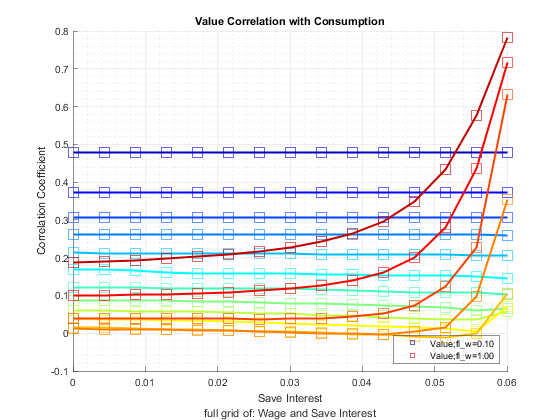 Value Correlation with Consumption
0.8
0.7
0.6
0.5
0.4
0.3
0.2
0.1
0
-0.1
Correlation Coefficient
0 0.01 0.02 0.03 0.04 0.05 0.06
Value;fl_w=0.10
Value;fl_w=1.00
Save Interest
full grid of: Wage and Save Interest